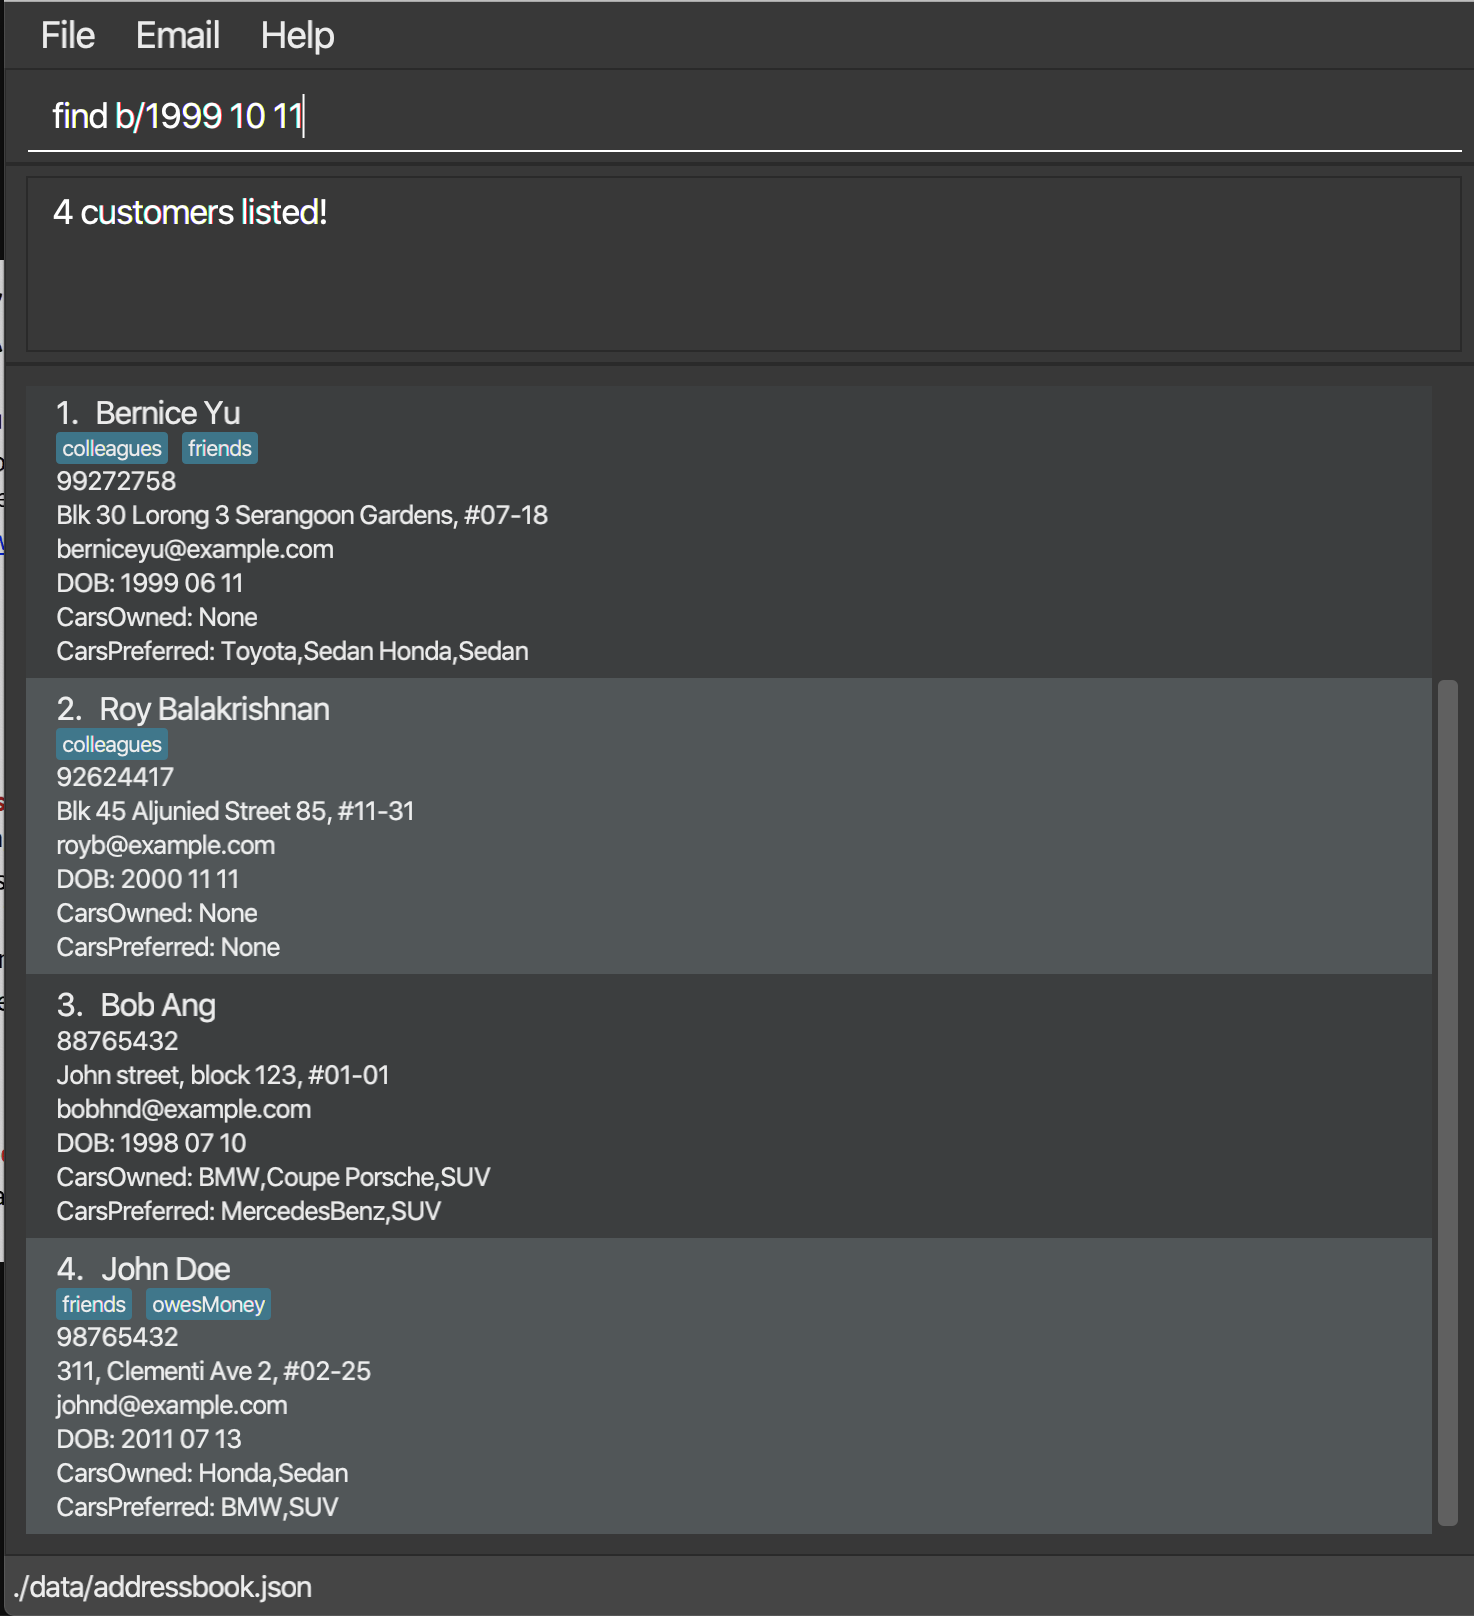 File Email Help
find b/1999 10 11
4 customers listed!
1. Bernice Yu
colleagues friends
99272758
Blk 30 Lorong 3 Serangoon Gardens, #07-18
berniceyu@example.com
DOB: 1999 06 11
CarsOwned: None
CarsPreferred: Toyota,Sedan Honda,Sedan
2. Roy Balakrishnan
colleagues
92624417
Blk 45 Aljunied Street 85, #11-31
royb@example.com
DOB: 2000 11 11
CarsOwned: None
CarsPreferred: None
3. Bob Ang
88765432
John street, block 123, #01-01
bobhnd@example.com
DOB: 1998 07 10
CarsOwned: BMW,Coupe Porsche,SUV
CarsPreferred: MercedesBenz,SUV
4. John Doe
friends owesMoney
98765432
311, Clementi Ave 2, #02-25
johnd@example.com
DOB: 2011 07 13
CarsOwned: Honda,Sedan
CarsPreferred: BMW,SUV
./data/addressbook.json